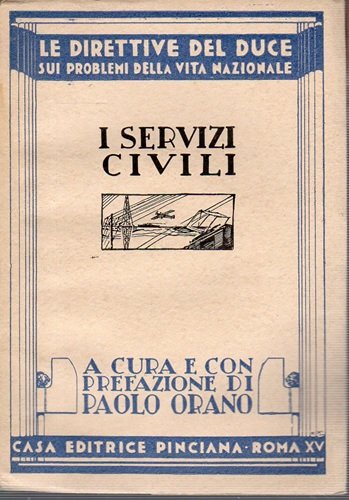 LE DIRETTIVE DEL DUCE
SUI PROBLEMI DELLA VITA NAZIONALE
I SERVIZI
CIVILI
A CURA E CON
PREFAZIONE DI
PAOLO ORANO
CASA EDITRICE PINCIANA - ROMA XV